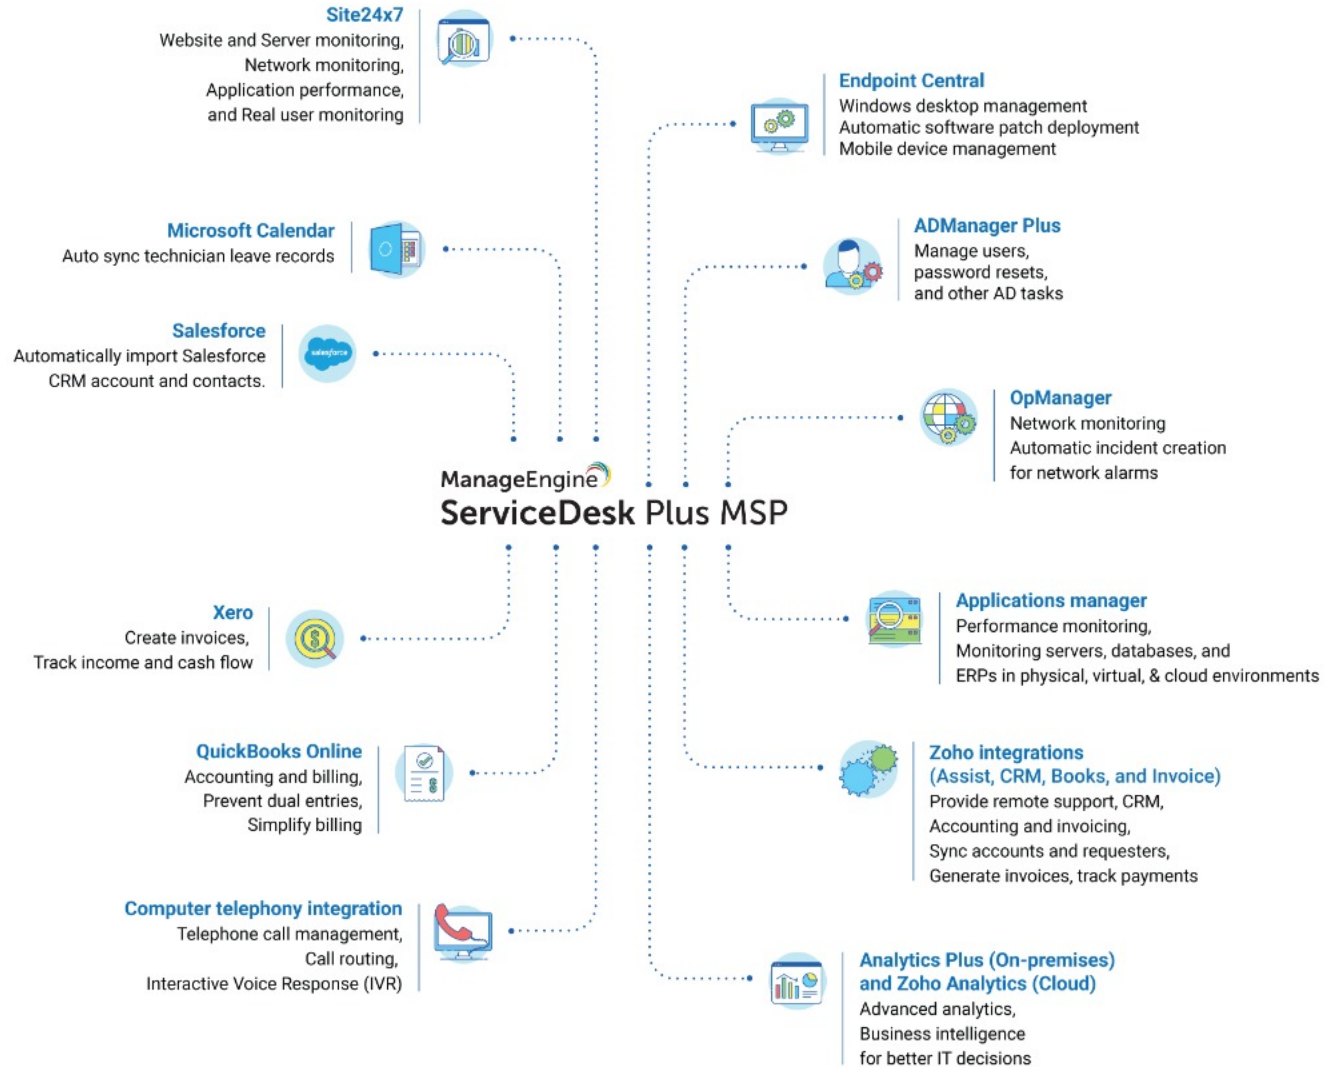 Site24x7
Website and Server monitoring,
Network monitoring,
Application performance,
and Real user monitoring
Endpoint Central
Windows desktop management
Automatic software patch deployment
Mobile device management
Microsoft Calendar
Auto sync technician leave records
ADManager Plus
Manage users,
password resets,
and other AD tasks
Salesforce
Automatically import Salesforce
CRM account and contacts.
salesforce
OpManager
Network monitoring
Automatic incident creation
for network alarms
ManageEngine
ServiceDesk Plus MSP
Xero
Create invoices,
Track income and cash flow
$
Applications manager
Performance monitoring,
Monitoring servers, databases, and
ERPs in physical, virtual, & cloud environments
QuickBooks Online
Accounting and billing,
Prevent dual entries,
Simplify billing
$
Zoho integrations
(Assist, CRM, Books, and Invoice)
Provide remote support, CRM,
Accounting and invoicing,
Sync accounts and requesters,
Generate invoices, track payments
Computer telephony integration
Telephone call management,
Call routing,
Interactive Voice Response (IVR)
Analytics Plus (On-premises)
and Zoho Analytics (Cloud)
Advanced analytics,
Business intelligence
for better IT decisions